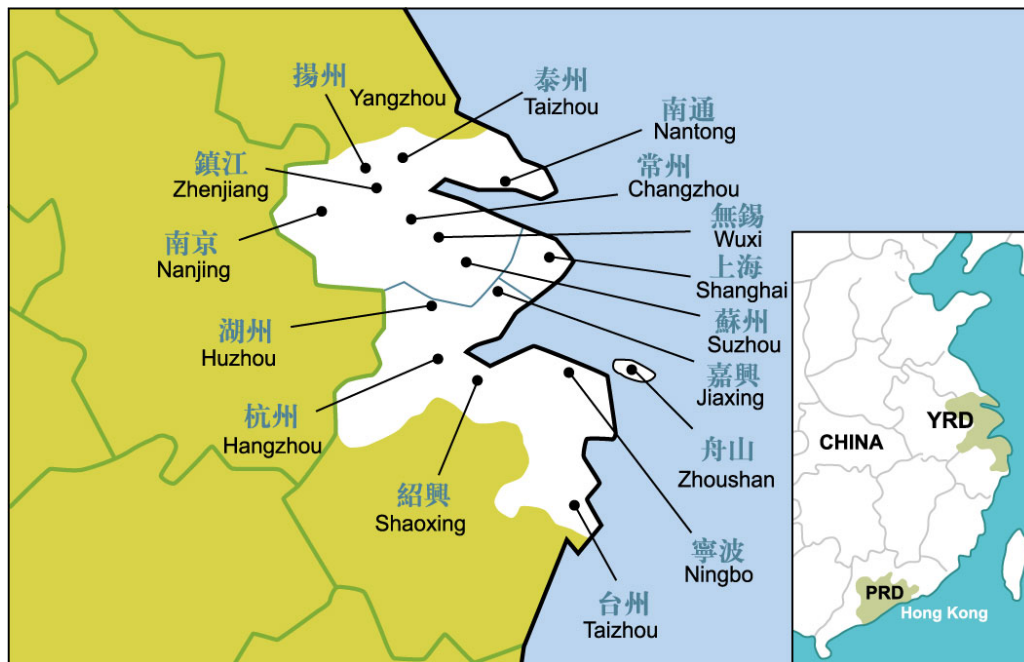 揚州
Yangzhou
泰州
Taizhou
南通
Nantong
鎮江
Zhenjiang
常州
Changzhou
無錫
Wuxi
南京
Nanjing
上海
Shanghai
湖州
Huzhou
蘇州
Suzhou
嘉興
Jiaxing
杭州
Hangzhou
舟山
Zhoushan
紹興
Shaoxing
寧波
Ningbo
台州
Taizhou
YRD
CHINA
PRD
Hong Kong